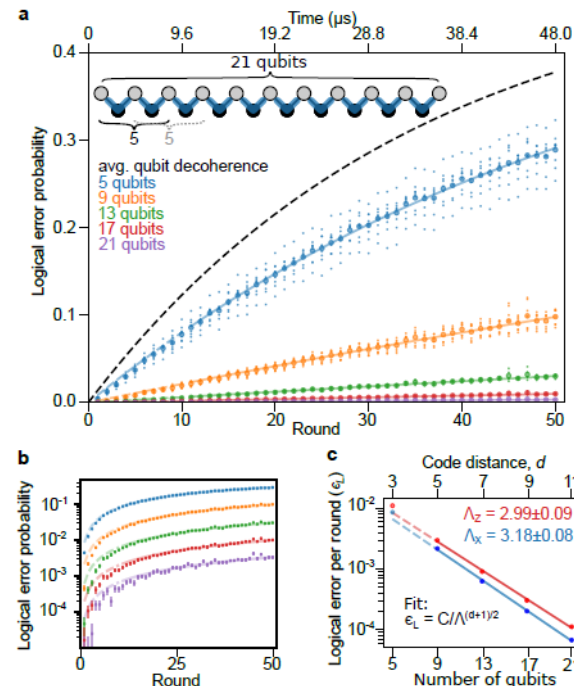 a
Time (µs)
0 9.6 19.2 28.8 38.4 48.0
0.4
0.3
0.2
0.1
0.0
Logical error probability
21 qubits
5 5
avg. qubit decoherence
5 qubits
9 qubits
13 qubits
17 qubits
21 qubits
0 10 20 30 40 50
Round
b
Logical error probability
10⁻¹
10⁻²
10⁻³
10⁻⁴
0 25 50
Round
c
Code distance, d
3 5 7 9 11
Logical error per round (ϵL)
10⁻²
10⁻³
10⁻⁴
Λz = 2.99±0.09
Λx = 3.18±0.08
Fit:
ϵL = C/Λ^(d+1)/2
5 9 13 17
Number of qubits